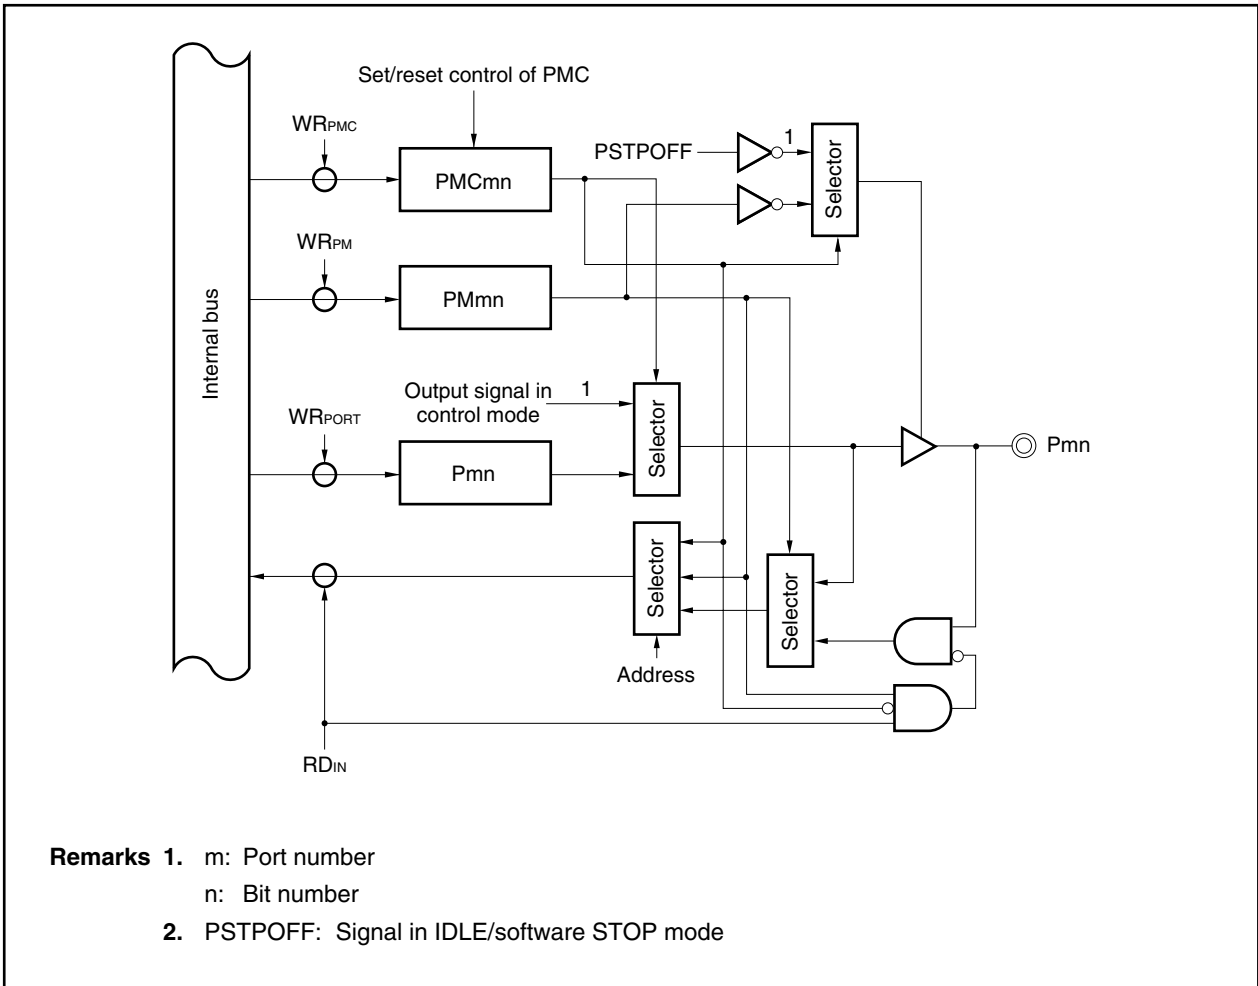 Set/reset control of PMC
WRPMC
PMCmn
PSTPOFF
1
Selector
WRPM
PMmn
Internal bus
Output signal in
control mode
1
Selector
WRPORT
Pmn
Pmn
Selector
Selector
Address
RDIN
Remarks 1. m: Port number
n: Bit number
2. PSTPOFF: Signal in IDLE/software STOP mode